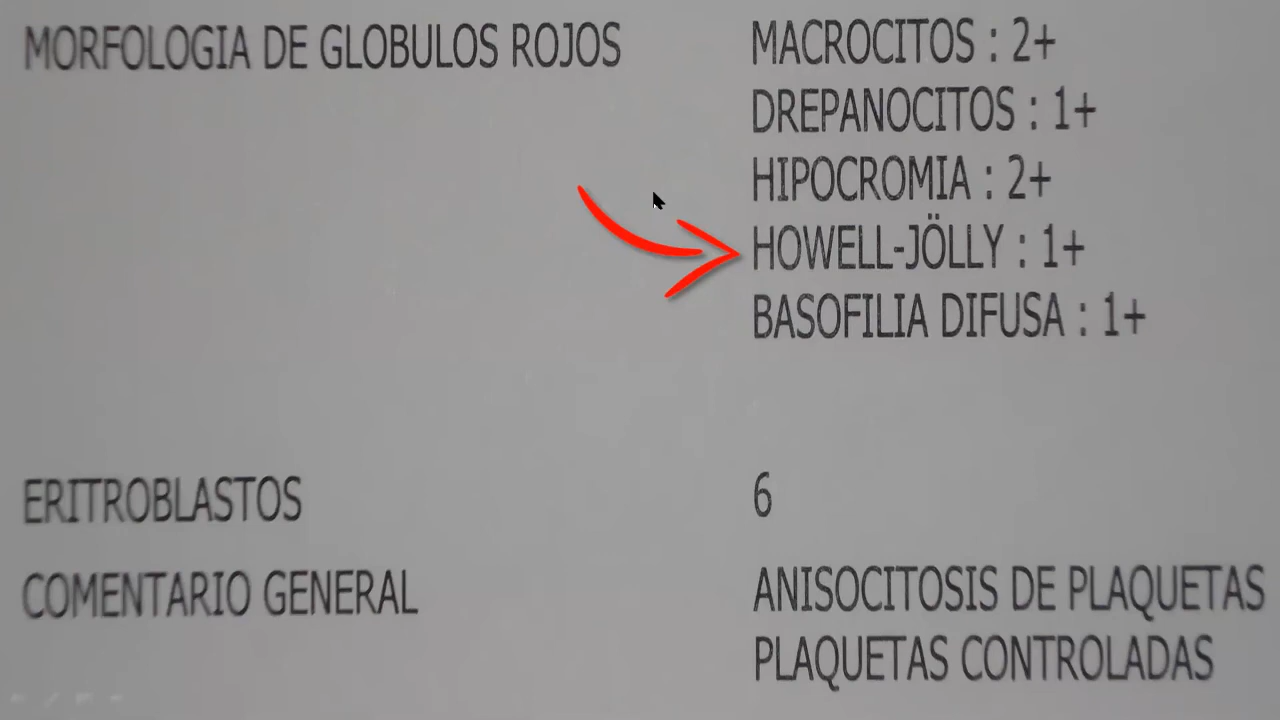 MORFOLOGIA DE GLOBULOS ROJOS
MACROCITOS : 2+
DREPANOCITOS : 1+
HIPOCROMIA : 2+
HOWELL-JÖLLY : 1+
BASOFILIA DIFUSA : 1+
ERITROBLASTOS 6
COMENTARIO GENERAL
ANISOCITOSIS DE PLAQUETAS
PLAQUETAS CONTROLADAS